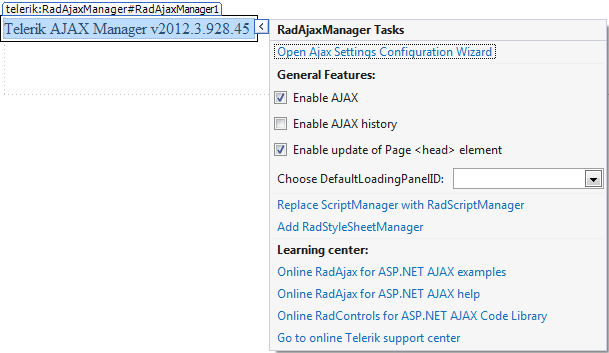 telerik:RadAjaxManager#RadAjaxManager1
Telerik AJAX Manager v2012.3.928.45
RadAjaxManager Tasks
Open Ajax Settings Configuration Wizard
General Features:
Enable AJAX
Enable AJAX history
Enable update of Page <head> element
Choose DefaultLoadingPanelID:
Replace ScriptManager with RadScriptManager
Add RadStyleSheetManager
Learning center:
Online RadAjax for ASP.NET AJAX examples
Online RadAjax for ASP.NET AJAX help
Online RadControls for ASP.NET AJAX Code Library
Go to online Telerik support center